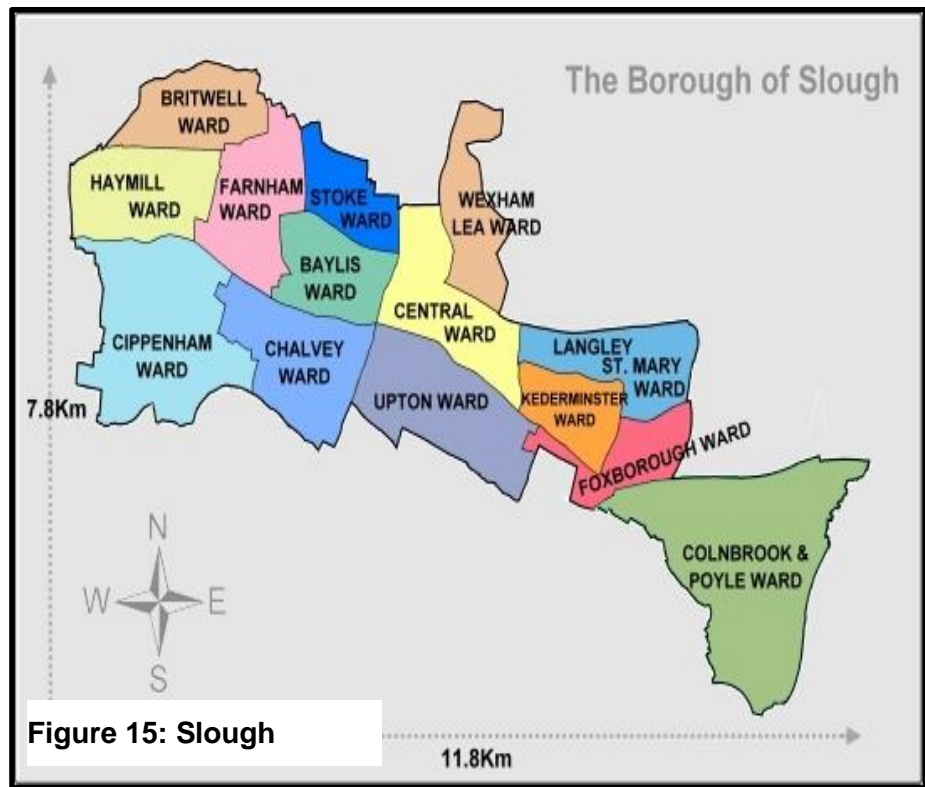 The Borough of Slough
BRITWELL
WARD
HAYMILL
WARD
FARNHAM
WARD
STOKE
WARD
WEXHAM
LEA WARD
BAYLIS
WARD
CENTRAL
WARD
CIPPENHAM
WARD
CHALVEY
WARD
LANGLEY
ST. MARY
WARD
UPTON WARD
KEDERMINSTER
WARD
7.8Km
FOXBOROUGH WARD
COLNBROOK &
POYLE WARD
N
W
E
S
Figure 15: Slough
11.8Km